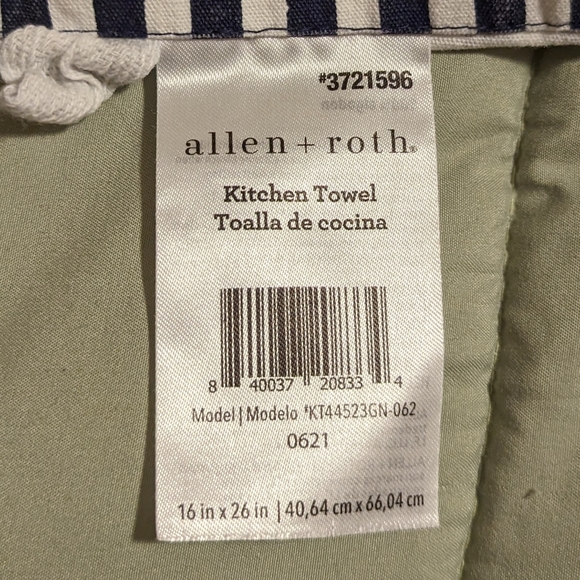 #3721596
allen + roth®
Kitchen Towel
Toalla de cocina
8 40037 20833 4
Model | Modelo #KT44523GN-062
0621
16 in x 26 in | 40,64 cm x 66,04 cm